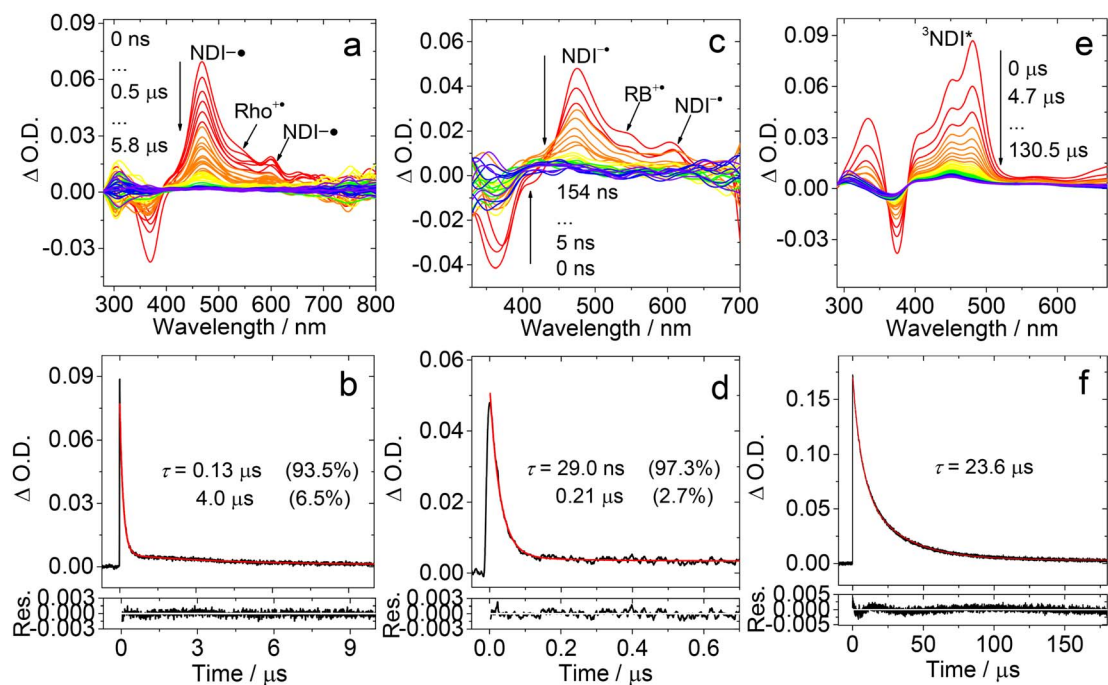 a
0.09
0.06
0.03
0.00
-0.03
Δ O.D.
0 ns
...
0.5 μs
...
5.8 μs
NDI−●
Rho+•
NDI−●
300 400 500 600 700 800
Wavelength / nm
c
0.06
0.04
0.02
0.00
-0.02
-0.04
Δ O.D.
NDI−•
RB+•
NDI−•
154 ns
...
5 ns
0 ns
400 500 600 700
Wavelength / nm
e
0.09
0.06
0.03
0.00
-0.03
Δ O.D.
³NDI*
0 μs
4.7 μs
...
130.5 μs
300 400 500 600
Wavelength / nm
b
0.09
0.06
0.03
0.00
Δ O.D.
τ = 0.13 μs (93.5%)
4.0 μs (6.5%)
0.003
0.000
-0.003
Res.
0 3 6 9
Time / μs
d
0.06
0.04
0.02
0.00
Δ O.D.
τ = 29.0 ns (97.3%)
0.21 μs (2.7%)
0.003
0.000
-0.003
Res.
0.0 0.2 0.4 0.6
Time / μs
f
0.15
0.10
0.05
0.00
Δ O.D.
τ = 23.6 μs
0.005
0.000
-0.005
Res.
0 50 100 150
Time / μs